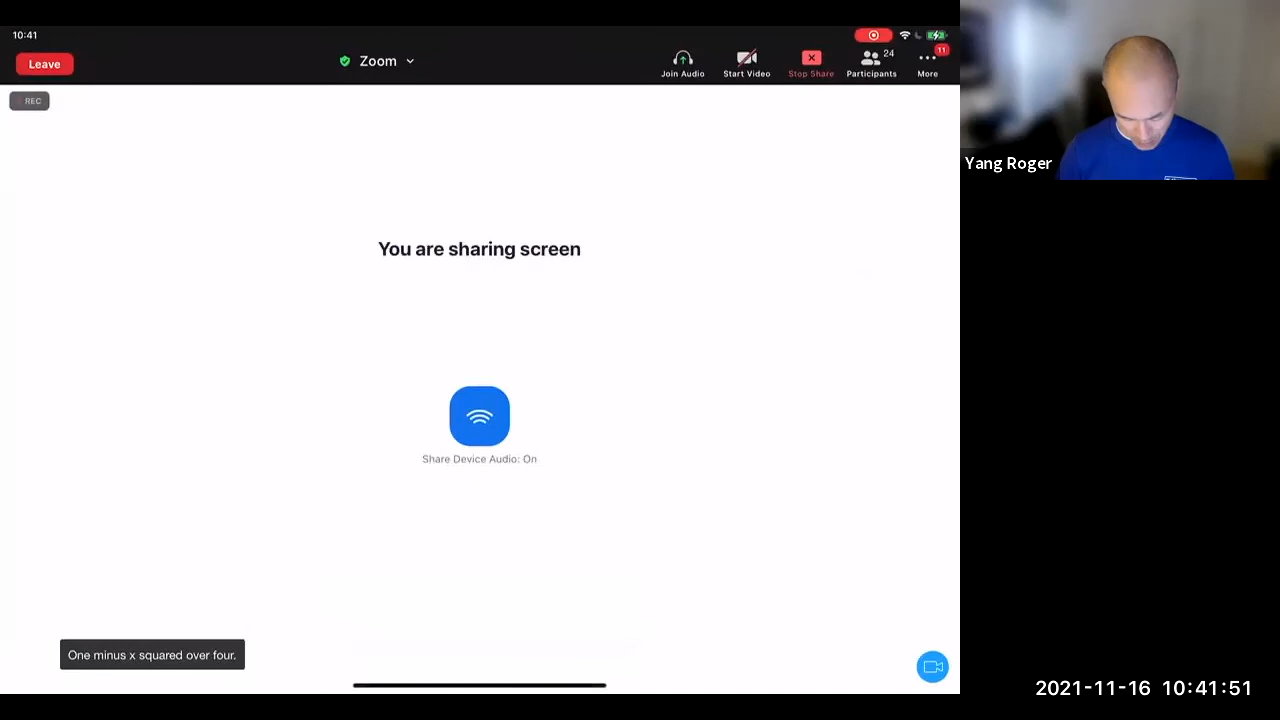 10:41
Leave
Zoom
Join Audio
Start Video
Stop Share
24
Participants
11
More
REC
Yang Roger
You are sharing screen
Share Device Audio: On
One minus x squared over four.
2021-11-16 10:41:51